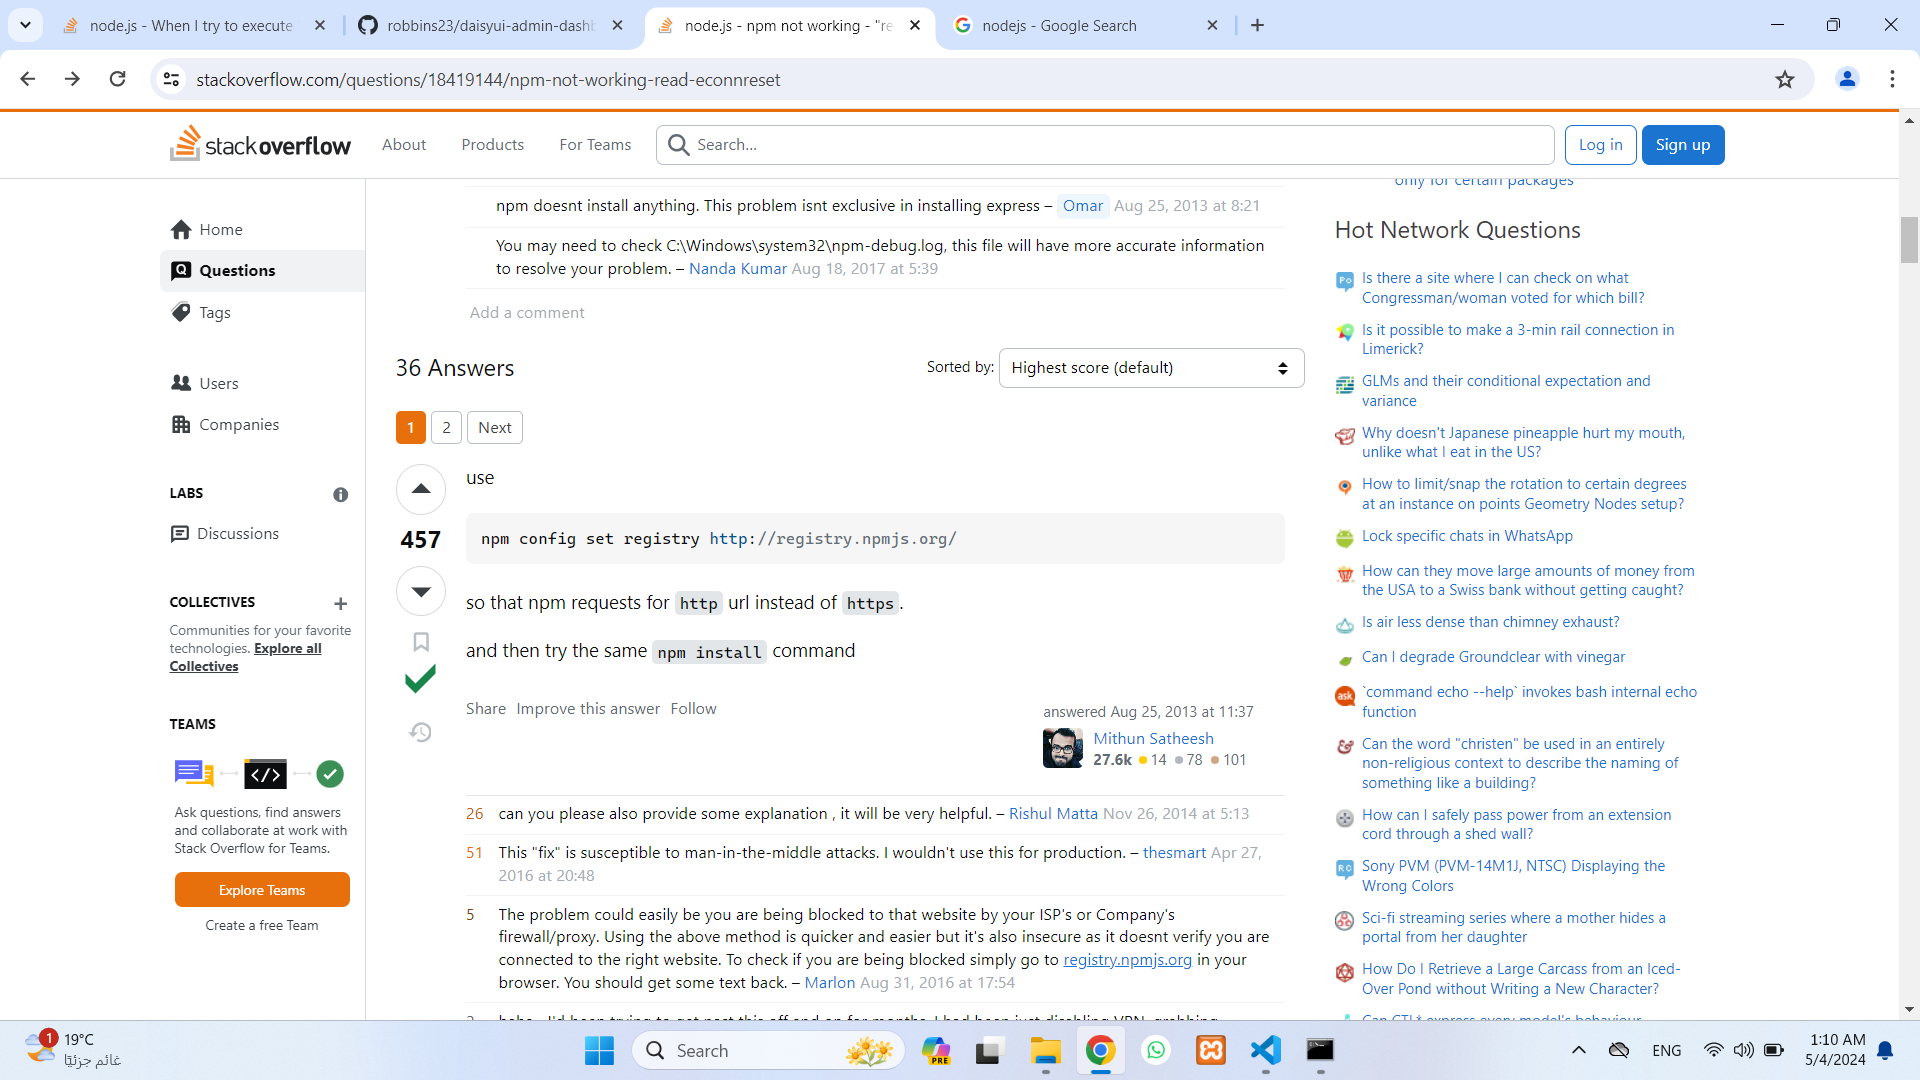 node.js - When I try to execute
robbins23/daisyui-admin-dashb
node.js - npm not working - "re
nodejs - Google Search
stackoverflow.com/questions/18419144/npm-not-working-read-econnreset
stackoverflow
About
Products
For Teams
Search...
Log in
Sign up
Home
Questions
Tags
Users
Companies
LABS
Discussions
COLLECTIVES
Communities for your favorite
technologies. Explore all
Collectives
TEAMS
Ask questions, find answers
and collaborate at work with
Stack Overflow for Teams.
Explore Teams
Create a free Team
npm doesnt install anything. This problem isnt exclusive in installing express – Omar Aug 25, 2013 at 8:21
You may need to check C:\Windows\system32\npm-debug.log, this file will have more accurate information
to resolve your problem. – Nanda Kumar Aug 18, 2017 at 5:39
Add a comment
36 Answers
Sorted by: Highest score (default)
1 2 Next
457
use
npm config set registry http://registry.npmjs.org/
so that npm requests for http url instead of https.
and then try the same npm install command
Share Improve this answer Follow
answered Aug 25, 2013 at 11:37
Mithun Satheesh
27.6k 14 78 101
26 can you please also provide some explanation , it will be very helpful. – Rishul Matta Nov 26, 2014 at 5:13
51 This "fix" is susceptible to man-in-the-middle attacks. I wouldn't use this for production. – thesmart Apr 27,
2016 at 20:48
5 The problem could easily be you are being blocked to that website by your ISP's or Company's
firewall/proxy. Using the above method is quicker and easier but it's also insecure as it doesnt verify you are
connected to the right website. To check if you are being blocked simply go to registry.npmjs.org in your
browser. You should get some text back. – Marlon Aug 31, 2016 at 17:54
only for certain packages
Hot Network Questions
Is there a site where I can check on what
Congressman/woman voted for which bill?
Is it possible to make a 3-min rail connection in
Limerick?
GLMs and their conditional expectation and
variance
Why doesn't Japanese pineapple hurt my mouth,
unlike what I eat in the US?
How to limit/snap the rotation to certain degrees
at an instance on points Geometry Nodes setup?
Lock specific chats in WhatsApp
How can they move large amounts of money from
the USA to a Swiss bank without getting caught?
Is air less dense than chimney exhaust?
Can I degrade Groundclear with vinegar
`command echo --help` invokes bash internal echo
function
Can the word "christen" be used in an entirely
non-religious context to describe the naming of
something like a building?
How can I safely pass power from an extension
cord through a shed wall?
Sony PVM (PVM-14M1J, NTSC) Displaying the
Wrong Colors
Sci-fi streaming series where a mother hides a
portal from her daughter
How Do I Retrieve a Large Carcass from an Iced-
Over Pond without Writing a New Character?
1
19°C
غائم جزئيًا
Search
PRE
ENG
1:10 AM
5/4/2024